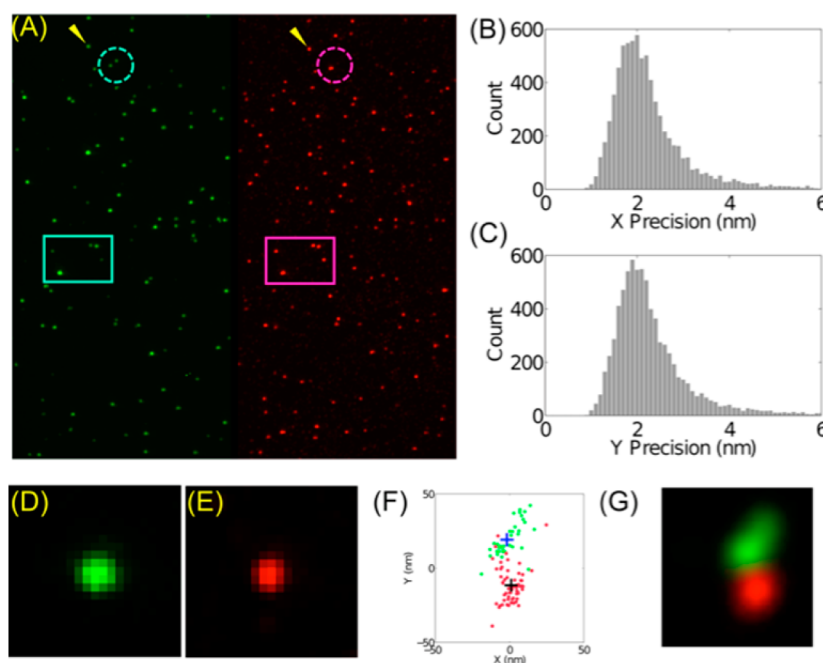 (A)
(B)
600
400
200
0
Count
0 2 4 6
X Precision (nm)
(C)
600
400
200
0
Count
0 2 4 6
Y Precision (nm)
(D)
(E)
(F)
50
0
−50
Y (nm)
−50 0 50
X (nm)
(G)